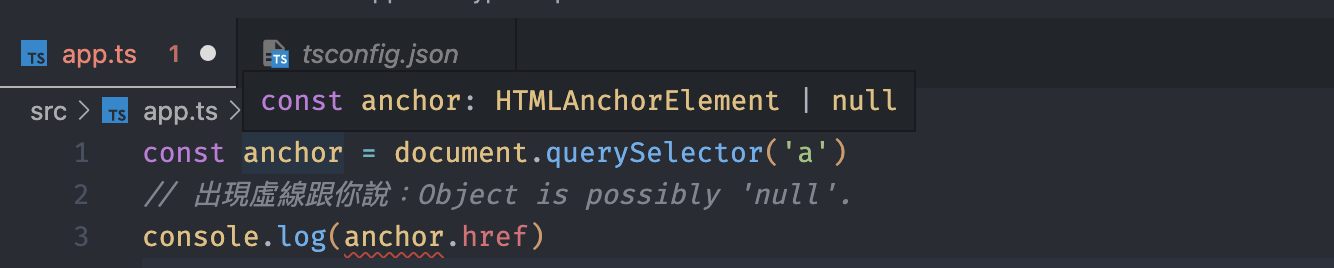 TS app.ts 1
TS tsconfig.json
const anchor: HTMLAnchorElement | null
src > TS app.ts >
1 const anchor = document.querySelector('a')
2 // 出現虛線跟你說：Object is possibly 'null'.
3 console.log(anchor.href)